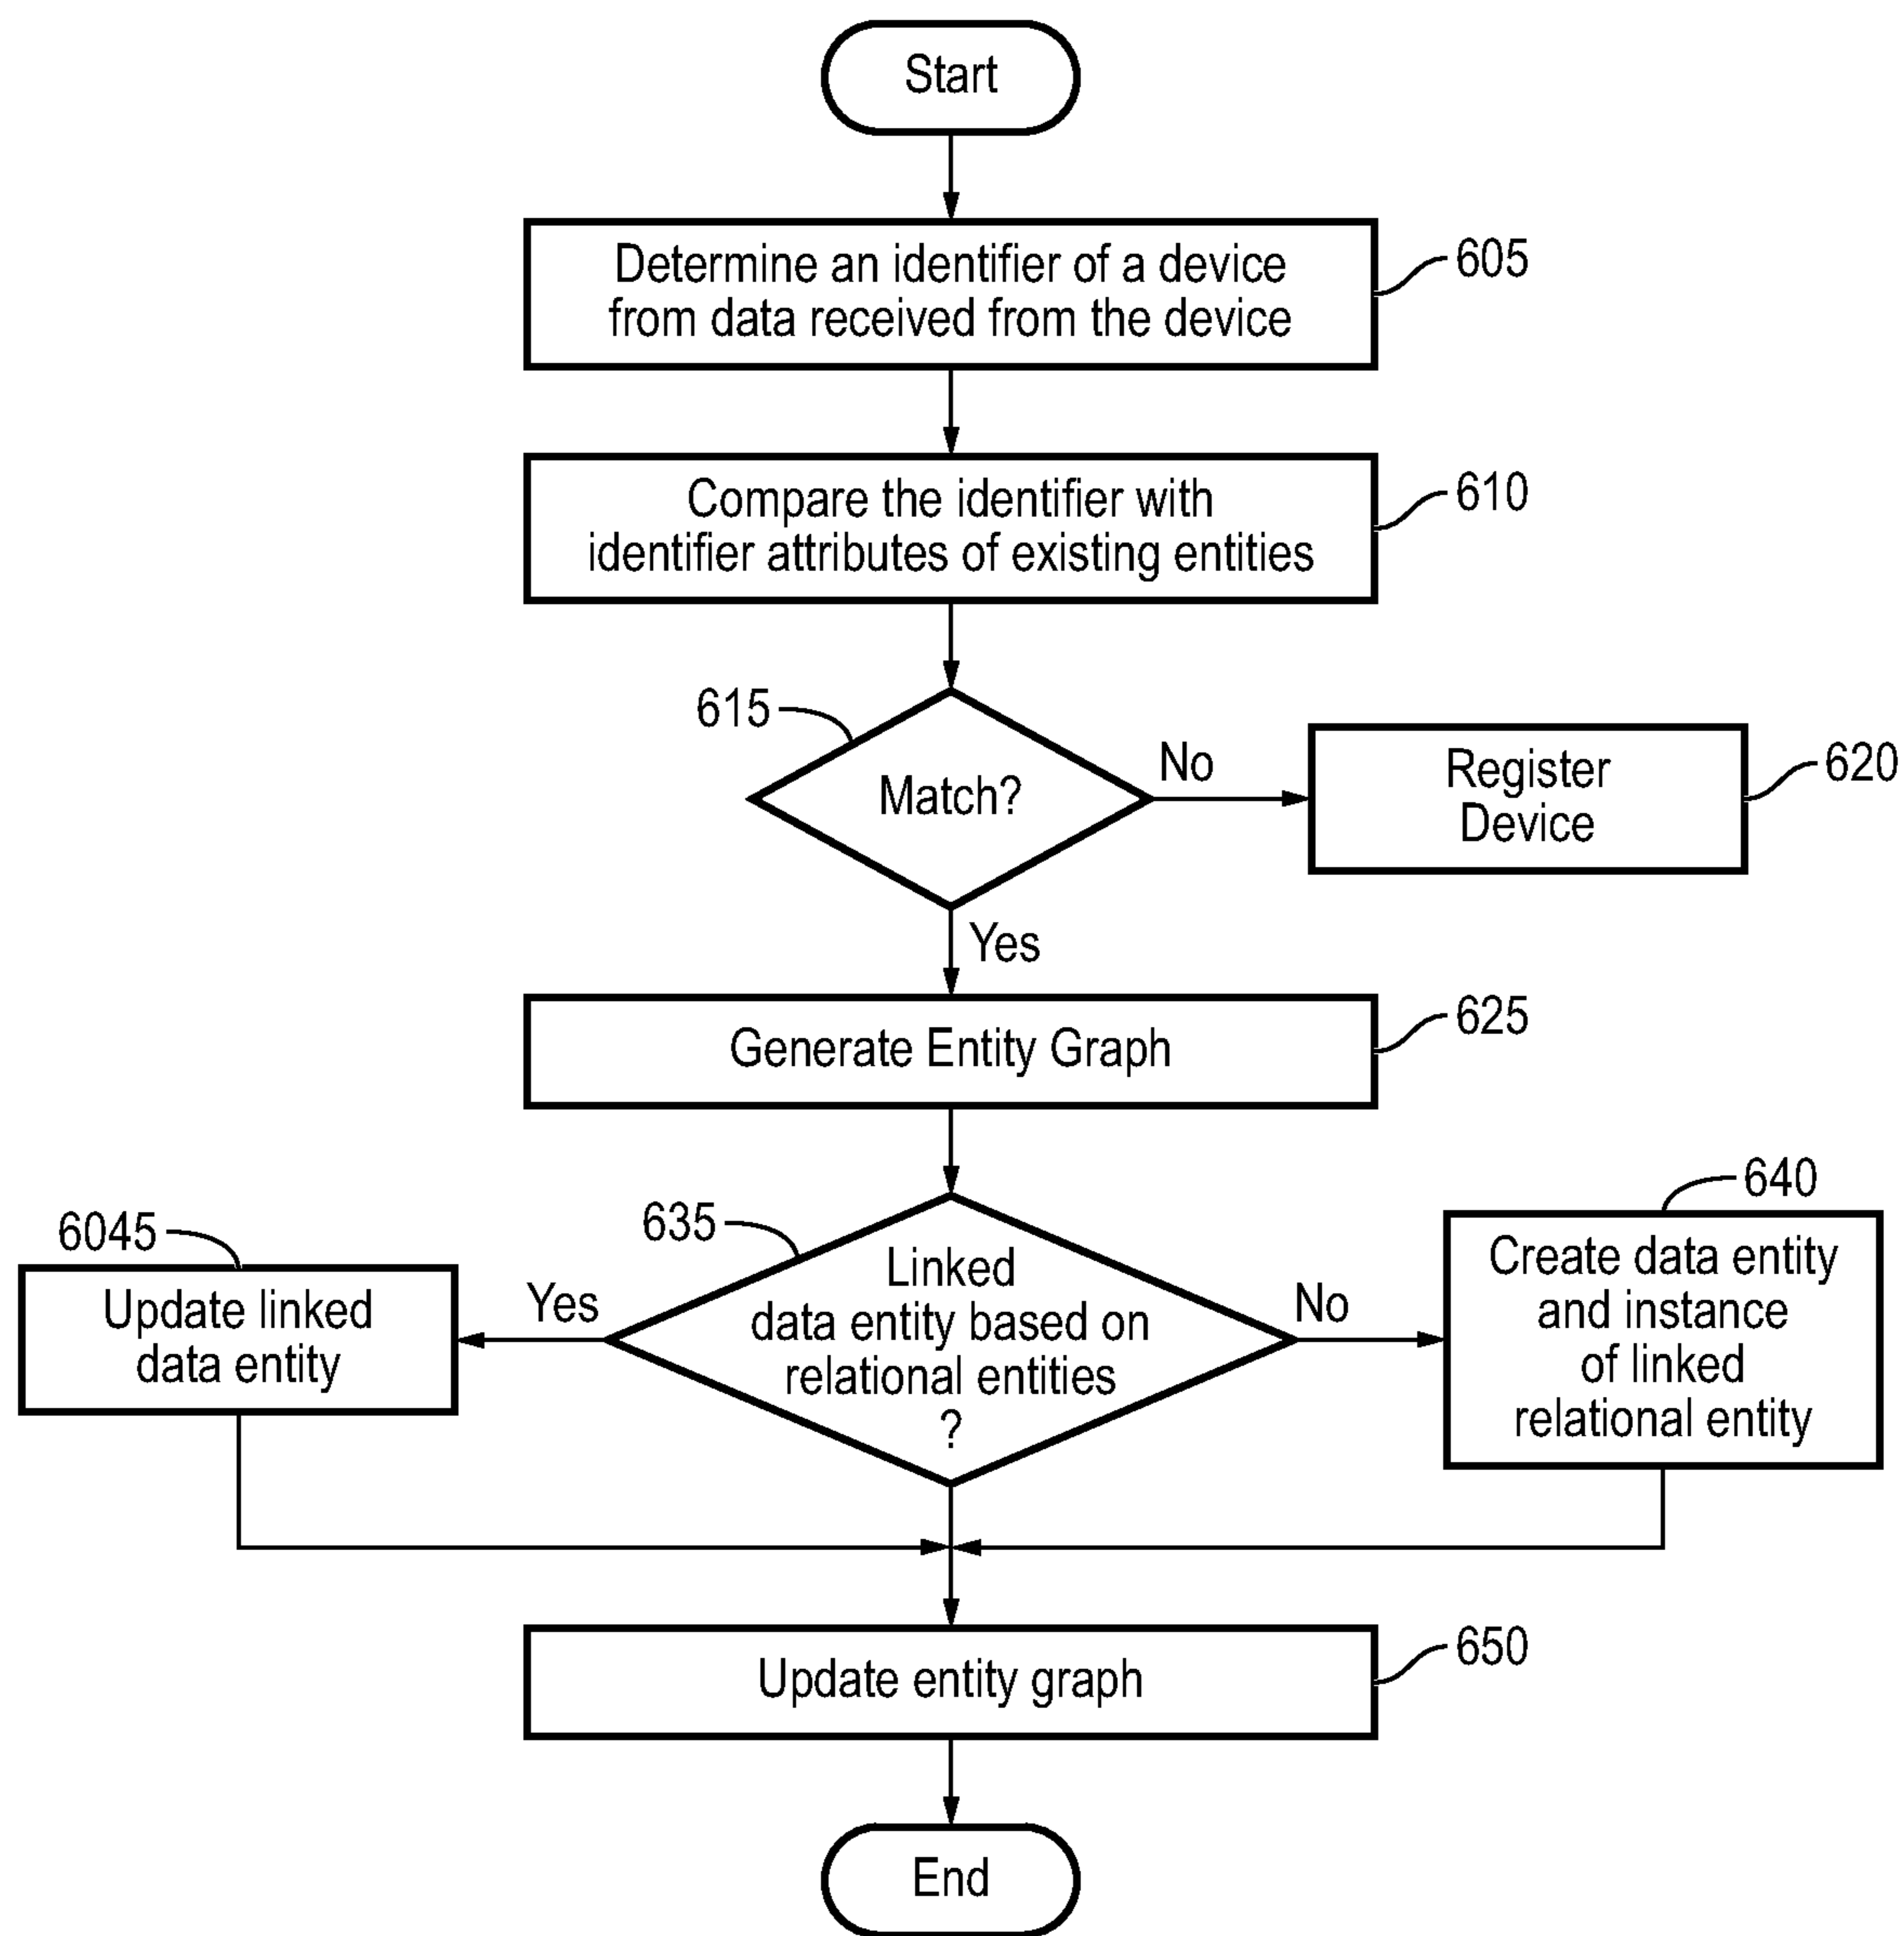 Start
Determine an identifier of a device
from data received from the device
605
Compare the identifier with
identifier attributes of existing entities
610
615
Match?
No
Register
Device
620
Yes
Generate Entity Graph
625
635
Linked
data entity based on
relational entities
?
Yes
6045
Update linked
data entity
No
640
Create data entity
and instance
of linked
relational entity
Update entity graph
650
End